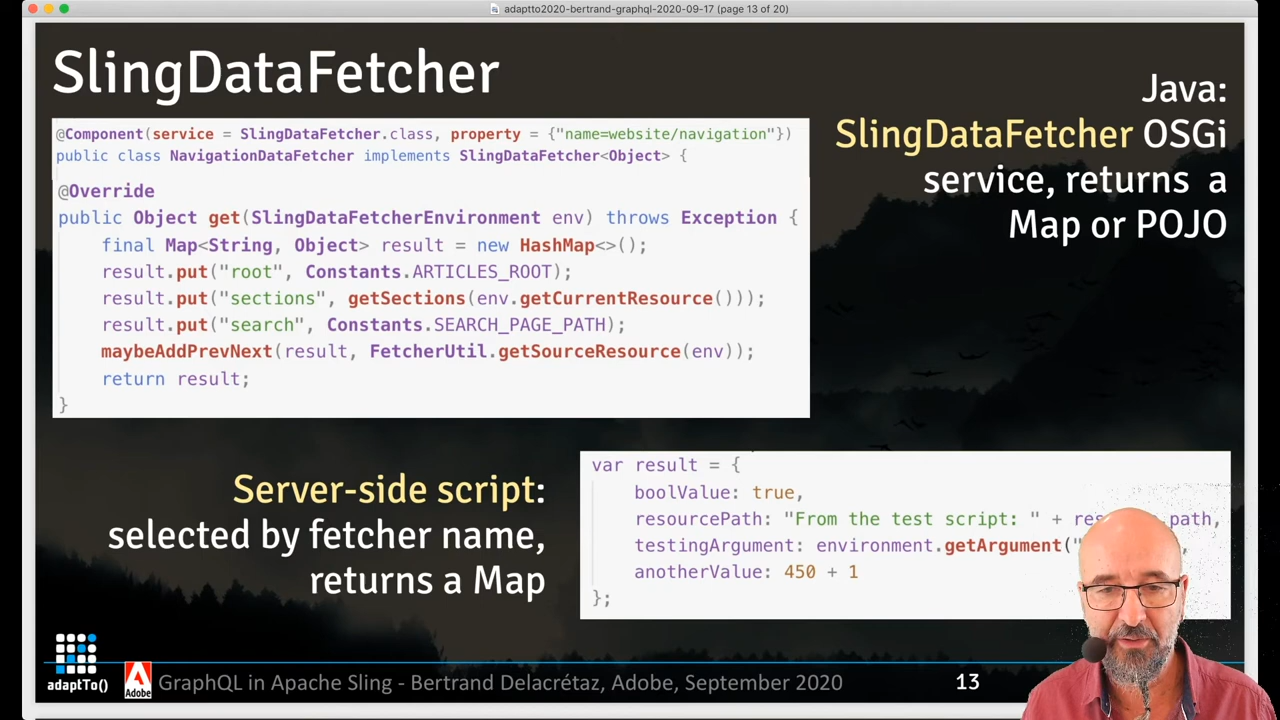 adaptto2020-bertrand-graphql-2020-09-17 (page 13 of 20)
SlingDataFetcher
@Component(service = SlingDataFetcher.class, property = {"name=website/navigation"})
public class NavigationDataFetcher implements SlingDataFetcher<Object> {
@Override
public Object get(SlingDataFetcherEnvironment env) throws Exception {
final Map<String, Object> result = new HashMap<>();
result.put("root", Constants.ARTICLES_ROOT);
result.put("sections", getSections(env.getCurrentResource()));
result.put("search", Constants.SEARCH_PAGE_PATH);
maybeAddPrevNext(result, FetcherUtil.getSourceResource(env));
return result;
}
Java:
SlingDataFetcher OSGi
service, returns a
Map or POJO
Server-side script:
selected by fetcher name,
returns a Map
var result = {
boolValue: true,
resourcePath: "From the test script: " + path,
testingArgument: environment.getArgument("
anotherValue: 450 + 1
};
adaptTo()
Adobe
GraphQL in Apache Sling - Bertrand Delacrétaz, Adobe, September 2020
13